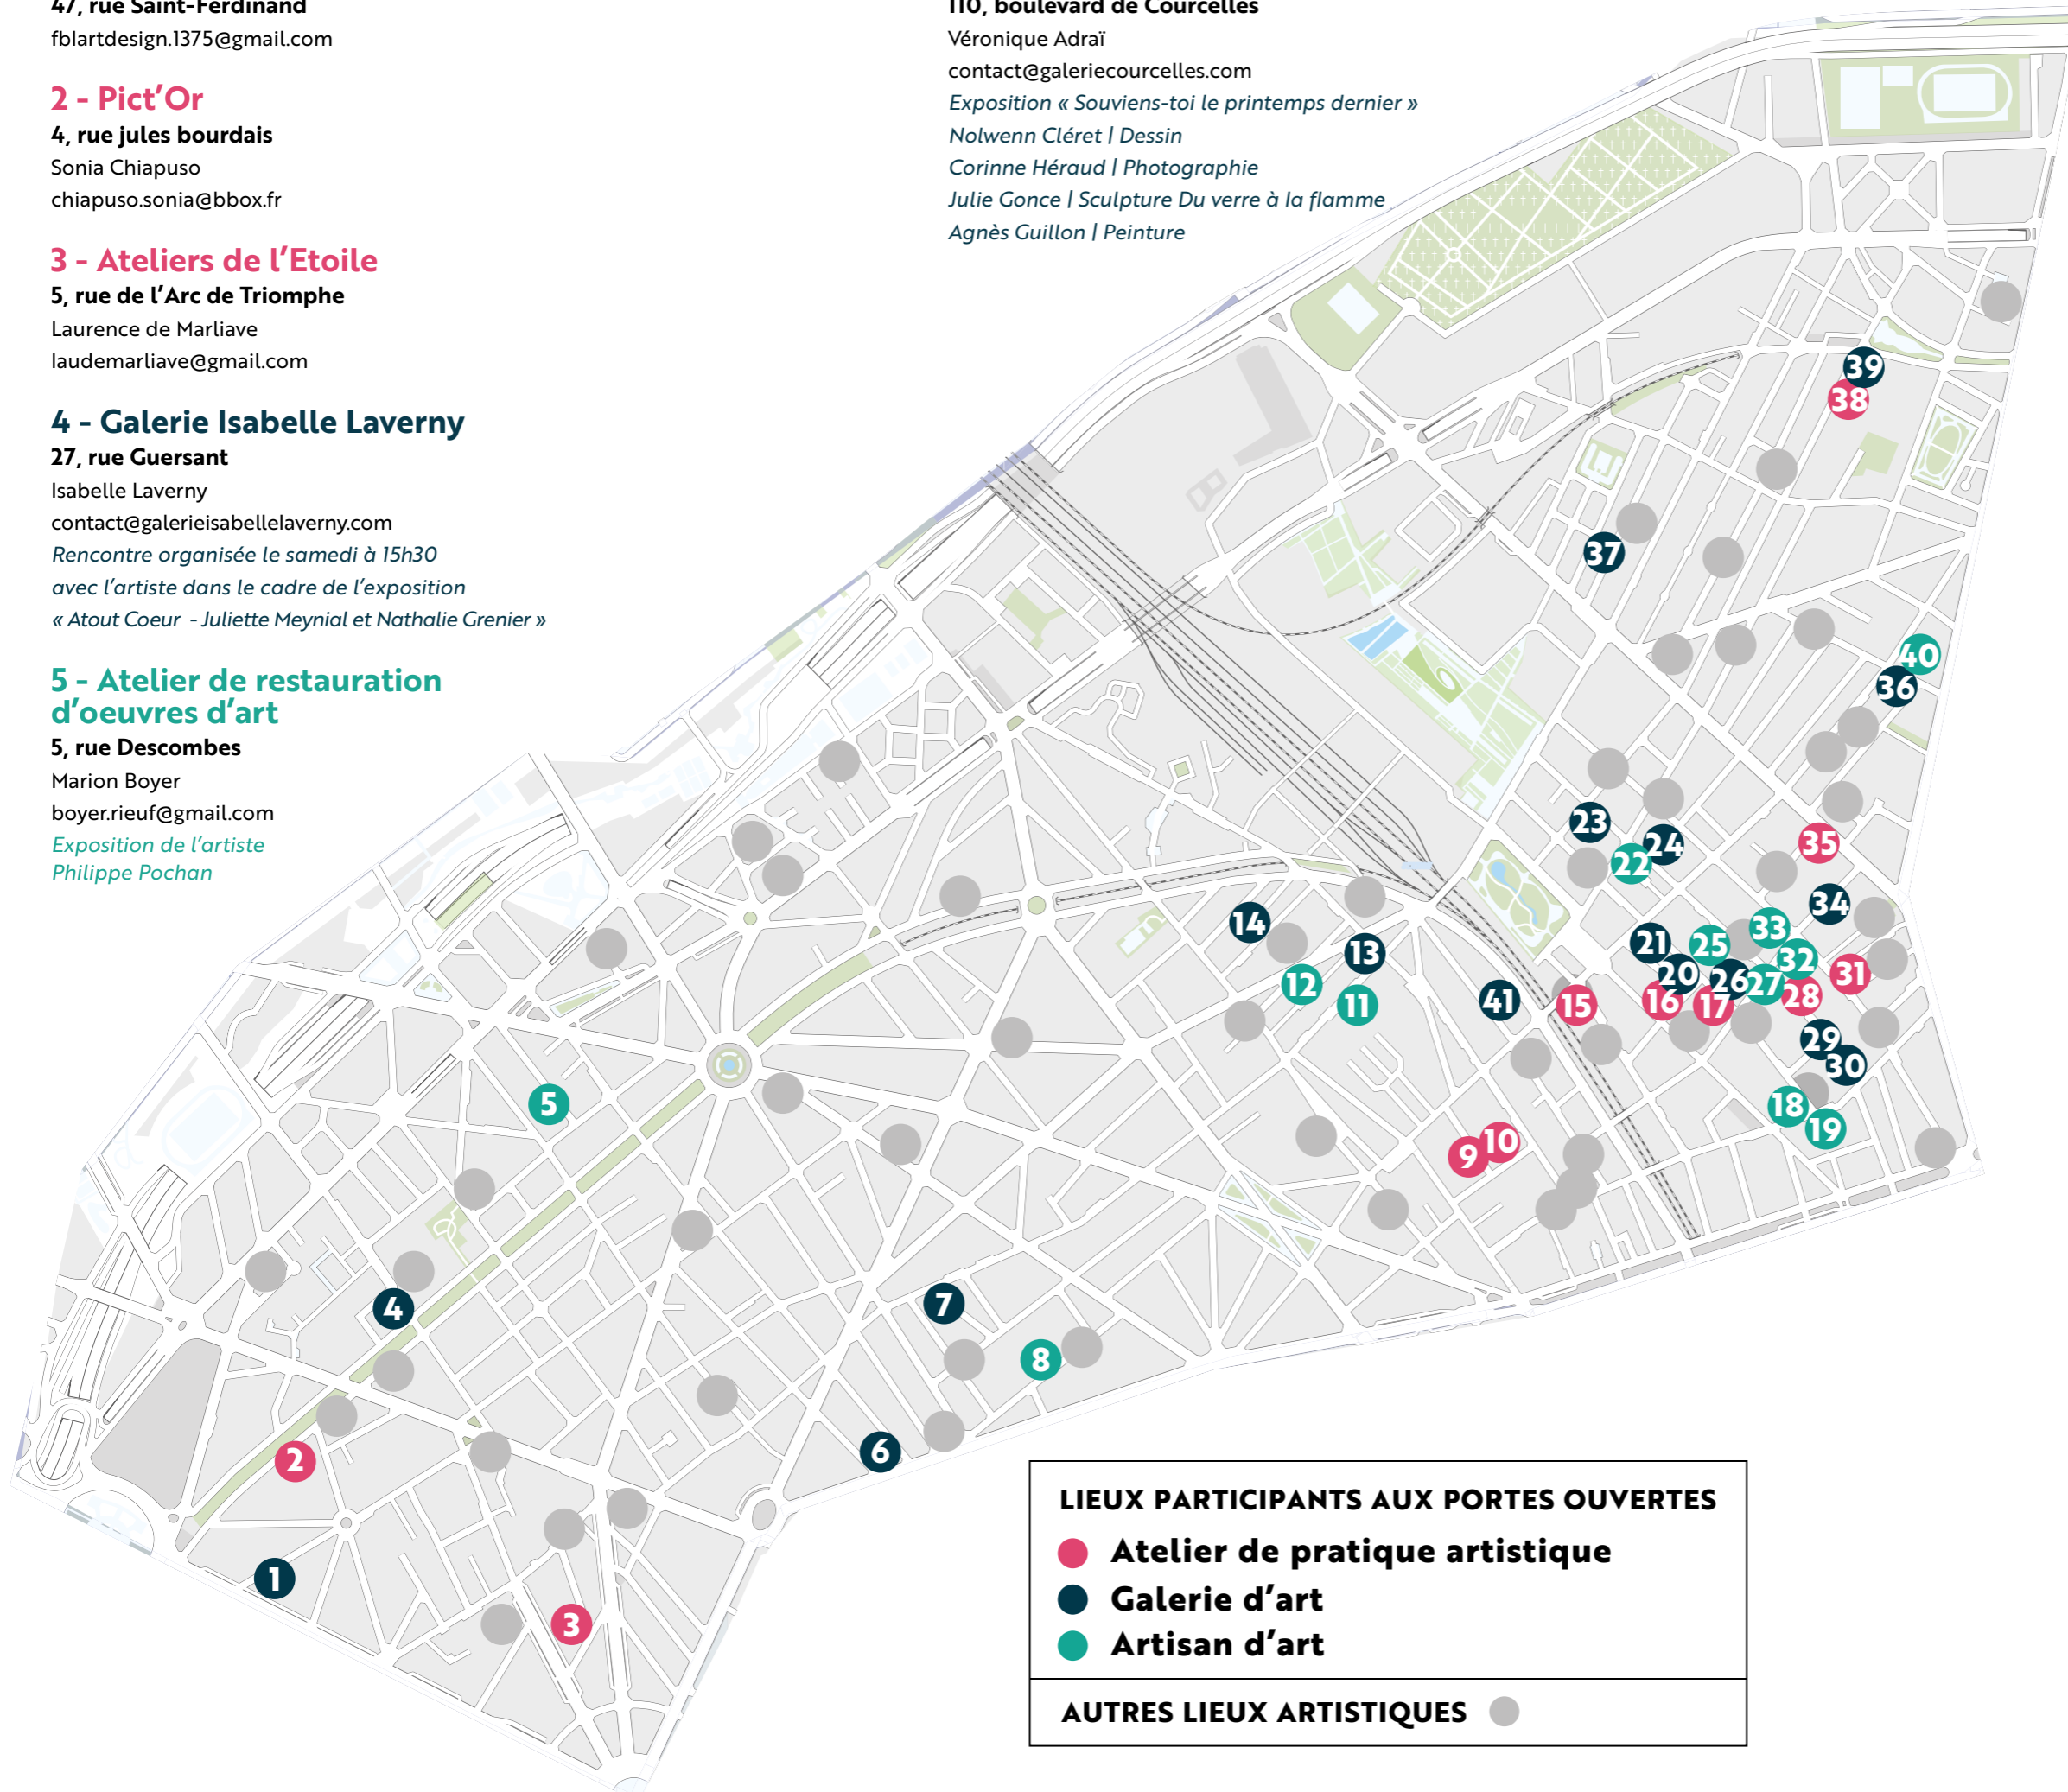 47, rue Saint-Ferdinand
fblartdesign.1375@gmail.com
2 - Pict’Or
4, rue jules bourdais
Sonia Chiapuso
chiapuso.sonia@bbox.fr
3 - Ateliers de l’Etoile
5, rue de l’Arc de Triomphe
Laurence de Marliave
laudemarliave@gmail.com
4 - Galerie Isabelle Laverny
27, rue Guersant
Isabelle Laverny
contact@galerieisabellelaverny.com
Rencontre organisée le samedi à 15h30
avec l’artiste dans le cadre de l’exposition
« Atout Coeur - Juliette Meynial et Nathalie Grenier »
5 - Atelier de restauration
d’oeuvres d’art
5, rue Descombes
Marion Boyer
boyer.rieuf@gmail.com
Exposition de l’artiste
Philippe Pochan
110, boulevard de Courcelles
Véronique Adraï
contact@galeriecourcelles.com
Exposition « Souviens-toi le printemps dernier »
Nolwenn Cléret | Dessin
Corinne Héraud | Photographie
Julie Gonce | Sculpture Du verre à la flamme
Agnès Guillon | Peinture
39
38
37
40
36
23
24
22
35
34
14
33
21
25
13
32
20
26
31
12
27
28
11
41
15
16
17
29
30
5
18
19
10
9
4
7
8
6
2
1
3
LIEUX PARTICIPANTS AUX PORTES OUVERTES
Atelier de pratique artistique
Galerie d’art
Artisan d’art
AUTRES LIEUX ARTISTIQUES